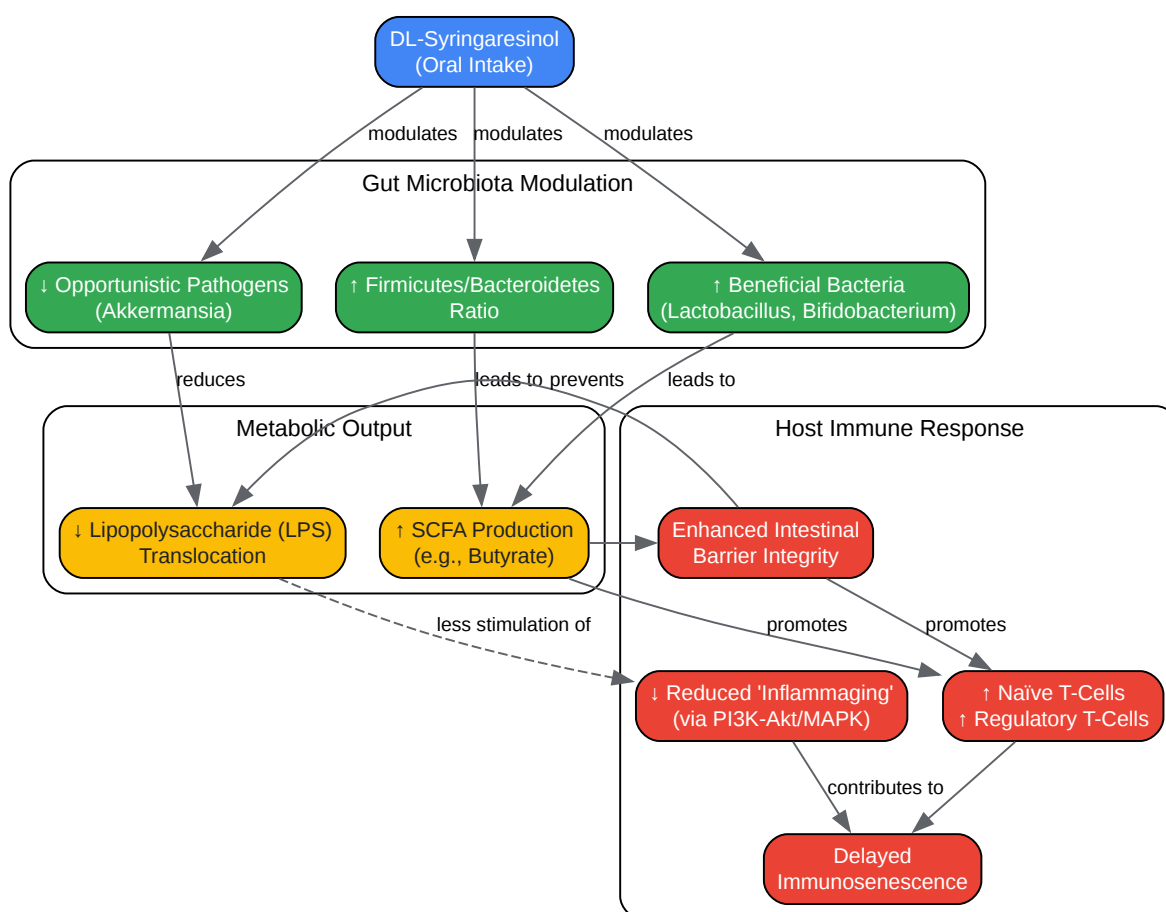 DL-Syringaresinol
(Oral Intake)
modulates
modulates
modulates
Gut Microbiota Modulation
↓ Opportunistic Pathogens
(Akkermansia)
↑ Firmicutes/Bacteroidetes
Ratio
↑ Beneficial Bacteria
(Lactobacillus, Bifidobacterium)
reduces
leads to
prevents
leads to
Metabolic Output
Host Immune Response
↓ Lipopolysaccharide (LPS)
Translocation
↑ SCFA Production
(e.g., Butyrate)
Enhanced Intestinal
Barrier Integrity
less stimulation of
promotes
promotes
↓ Reduced 'Inflammaging'
(via PI3K-Akt/MAPK)
↑ Naïve T-Cells
↑ Regulatory T-Cells
contributes to
Delayed
Immunosenescence